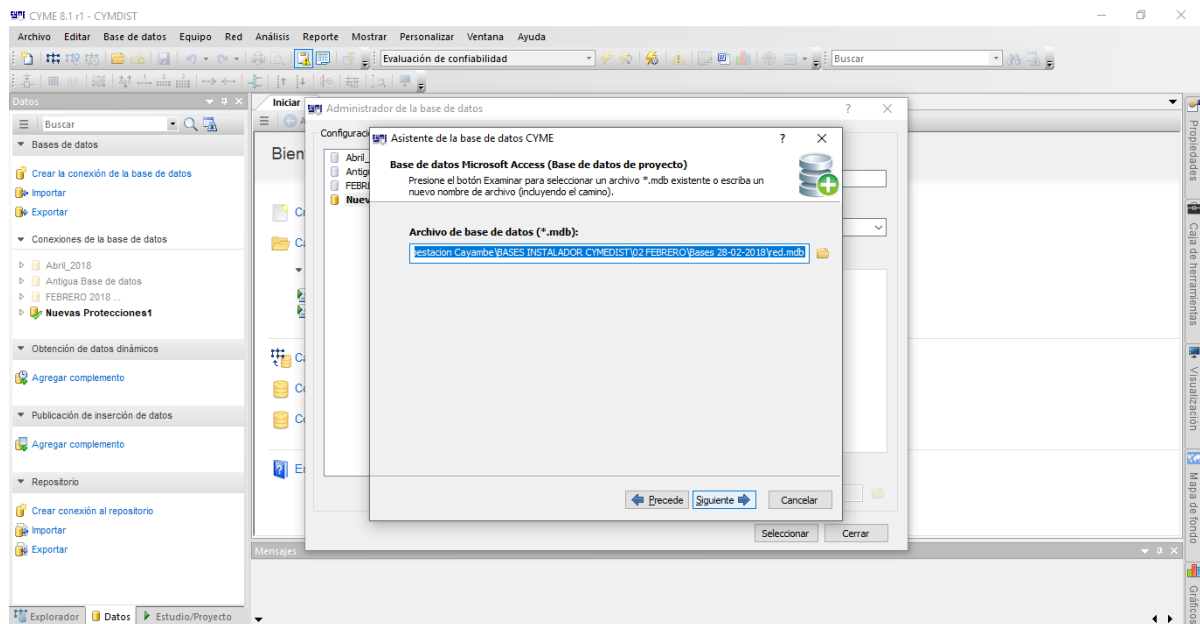 CYME 8.1 r1 - CYMDIST
Archivo Editar Base de datos Equipo Red Análisis Reporte Mostrar Personalizar Ventana Ayuda
Evaluación de confiabilidad
Buscar
Datos
Buscar
Bases de datos
Crear la conexión de la base de datos
Importar
Exportar
Conexiones de la base de datos
Abril_2018
Antigua Base de datos
FEBRERO 2018 ...
Nuevas Protecciones1
Obtención de datos dinámicos
Agregar complemento
Publicación de inserción de datos
Agregar complemento
Repositorio
Crear conexión al repositorio
Importar
Exportar
Explorador Datos Estudio/Proyecto
Iniciar
Bien
Administrador de la base de datos
Configuraci
Abril_
Antig
FEBR
Nuev
Asistente de la base de datos CYME
Base de datos Microsoft Access (Base de datos de proyecto)
Presione el botón Examinar para seleccionar un archivo *.mdb existente o escriba un
nuevo nombre de archivo (incluyendo el camino).
Archivo de base de datos (*.mdb):
estacion Cayambe\BASES INSTALADOR CYMEDIST\02 FEBRERO\Bases 28-02-2018\red.mdb
Precede Siguiente Cancelar
Seleccionar Cerrar
Mensajes
Propiedades
Caja de herramientas
Visualización
Mapa de fondo
Gráficos